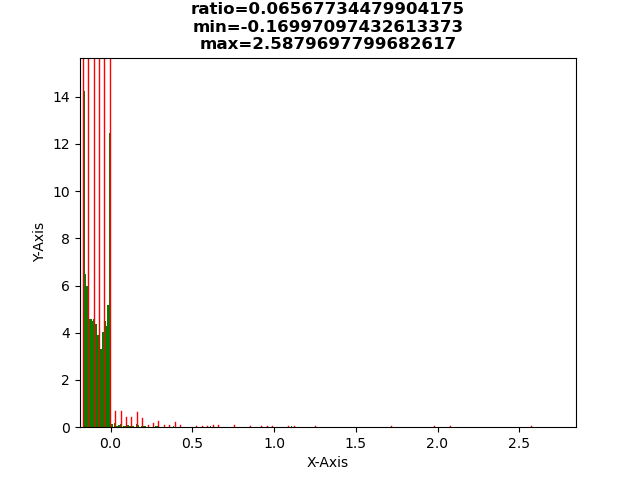 ratio=0.06567734479904175
min=-0.16997097432613373
max=2.5879697799682617
14
12
10
8
6
4
2
0
Y-Axis
0.0 0.5 1.0 1.5 2.0 2.5
X-Axis